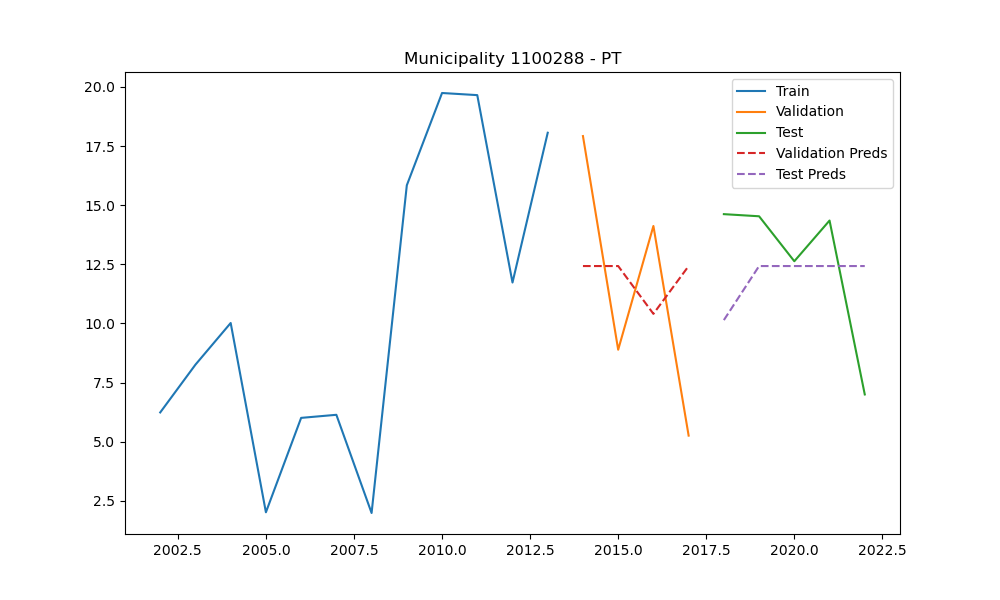 Municipality 1100288 - PT
Train
Validation
Test
Validation Preds
Test Preds
20.0
17.5
15.0
12.5
10.0
7.5
5.0
2.5
2002.5 2005.0 2007.5 2010.0 2012.5 2015.0 2017.5 2020.0 2022.5